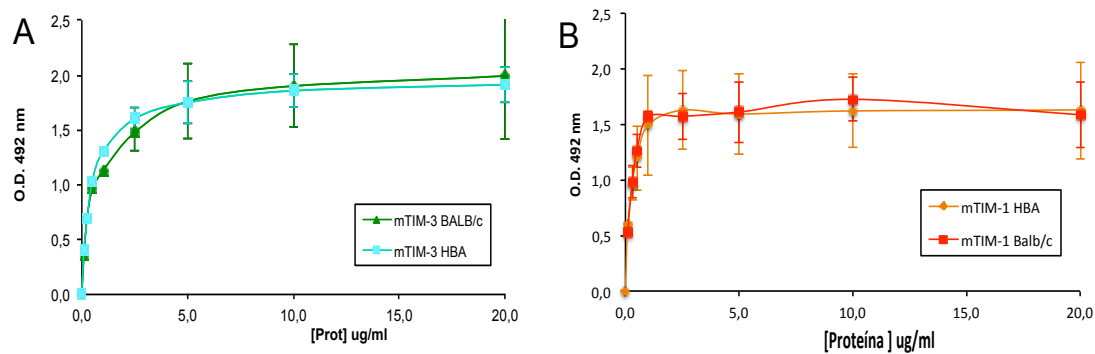 A
2,5
2,0
1,5
1,0
0,5
0,0
O.D. 492 nm
mTIM-3 BALB/c
mTIM-3 HBA
0,0 5,0 10,0 15,0 20,0
[Prot] ug/ml
B
2,5
2,0
1,5
1,0
0,5
0,0
O.D. 492 nm
mTIM-1 HBA
mTIM-1 Balb/c
0,0 5,0 10,0 15,0 20,0
[Proteína ] ug/ml